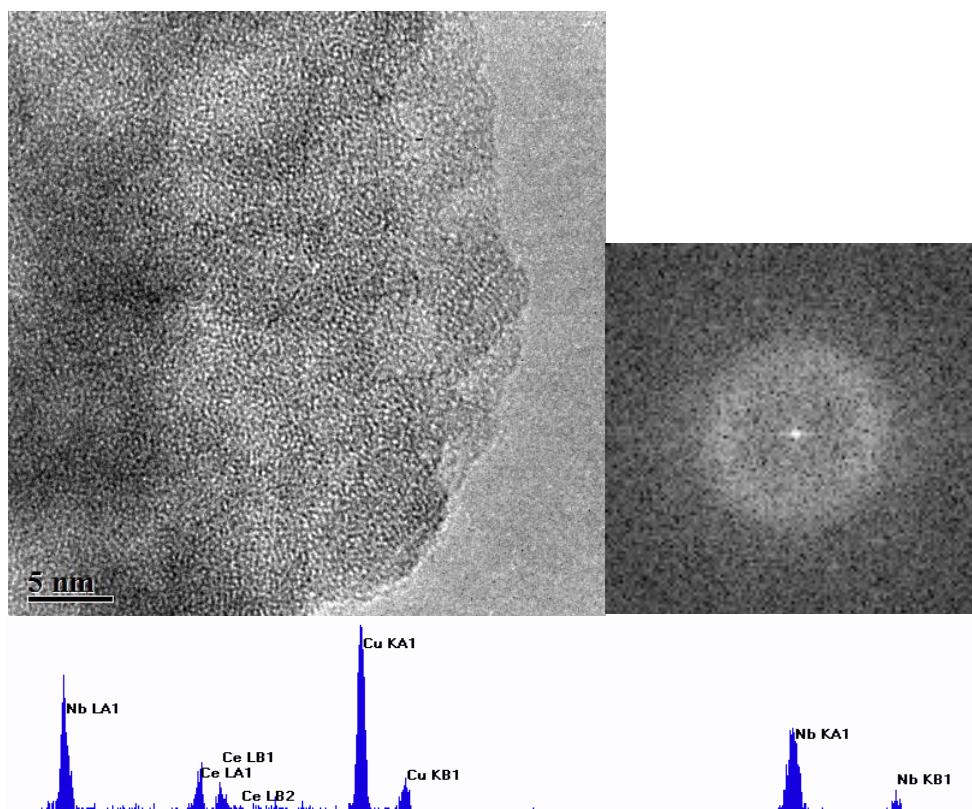 5 nm
Cu KA1
Nb LA1
Nb KA1
Ce LB1
Ce LA1
Cu KB1
Nb KB1
Ce LB2